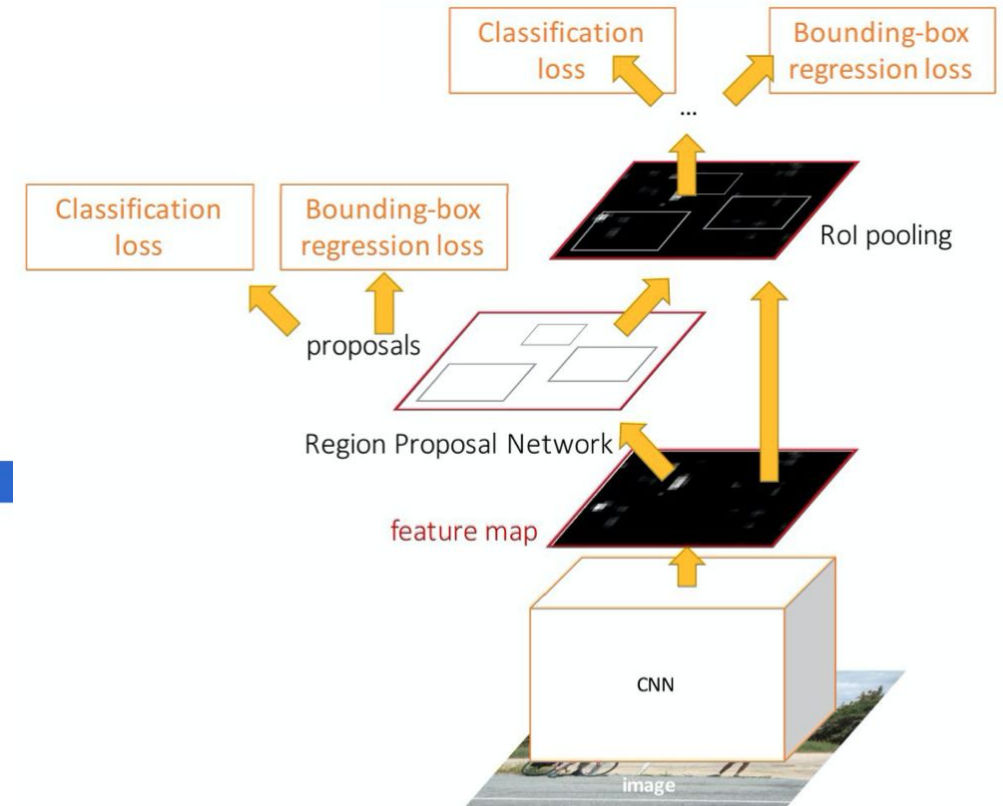 Classification
loss
Bounding-box
regression loss
...
Classification
loss
Bounding-box
regression loss
RoI pooling
proposals
Region Proposal Network
feature map
CNN
image